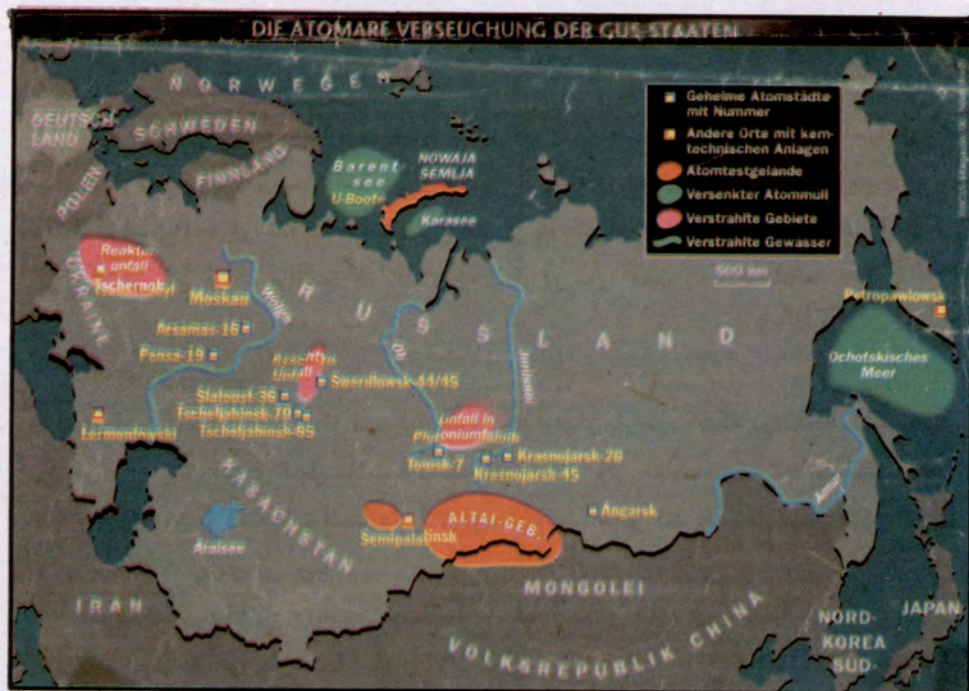 DIE ATOMARE VERSEUCHUNG DER GUS-STAATEN
NORWEGEN
DEUTSCH-
LAND
SCHWEDEN
FINNLAND
POLEN
Barent-
see
U-Boote
NOWAJA
SEMLJA
Karasee
Geheime Atomstädte
mit Nummer
Andere Orte mit kern-
technischen Anlagen
Atomtestgelände
Versenkter Atommüll
Verstrahlte Gebiete
Verstrahlte Gewässer
600 km
Reaktor-
unfall
Tschernobyl
UKRAINE
Moskau
Wolga
RUSSLAND
Arsamas-16
Pensa-19
Unfall
Swerdlowsk-44/45
Slatoust-36
Tscheljabinsk-70
Tscheljabinsk-65
Lermontowski
Ob
Jenissei
Unfall in
Plutoniumfabrik
Tomsk-7
Krasnojarsk-26
Krasnojarsk-45
Angarsk
Amur
Petropawlowsk
Ochotskisches
Meer
KASACHSTAN
Aralsee
Semipalatinsk
ALTAI-GEB.
IRAN
MONGOLEI
VOLKSREPUBLIK CHINA
NORD-
KOREA
SÜD-
JAPAN